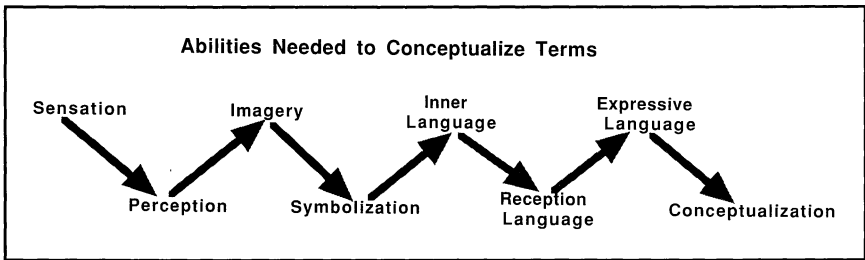 Abilities Needed to Conceptualize Terms
Sensation
Perception
Imagery
Symbolization
Inner
Language
Reception
Language
Expressive
Language
Conceptualization